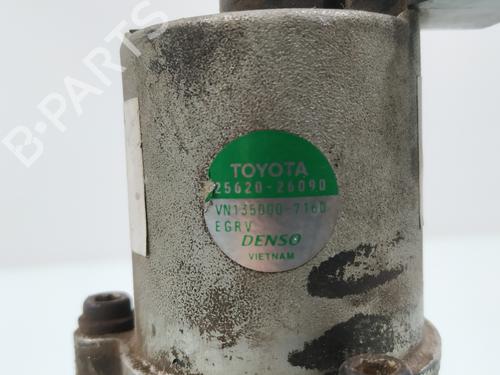 B-PARTS
TOYOTA
25620-26090
VN135000-7160
EGRV
DENSO
VIETNAM